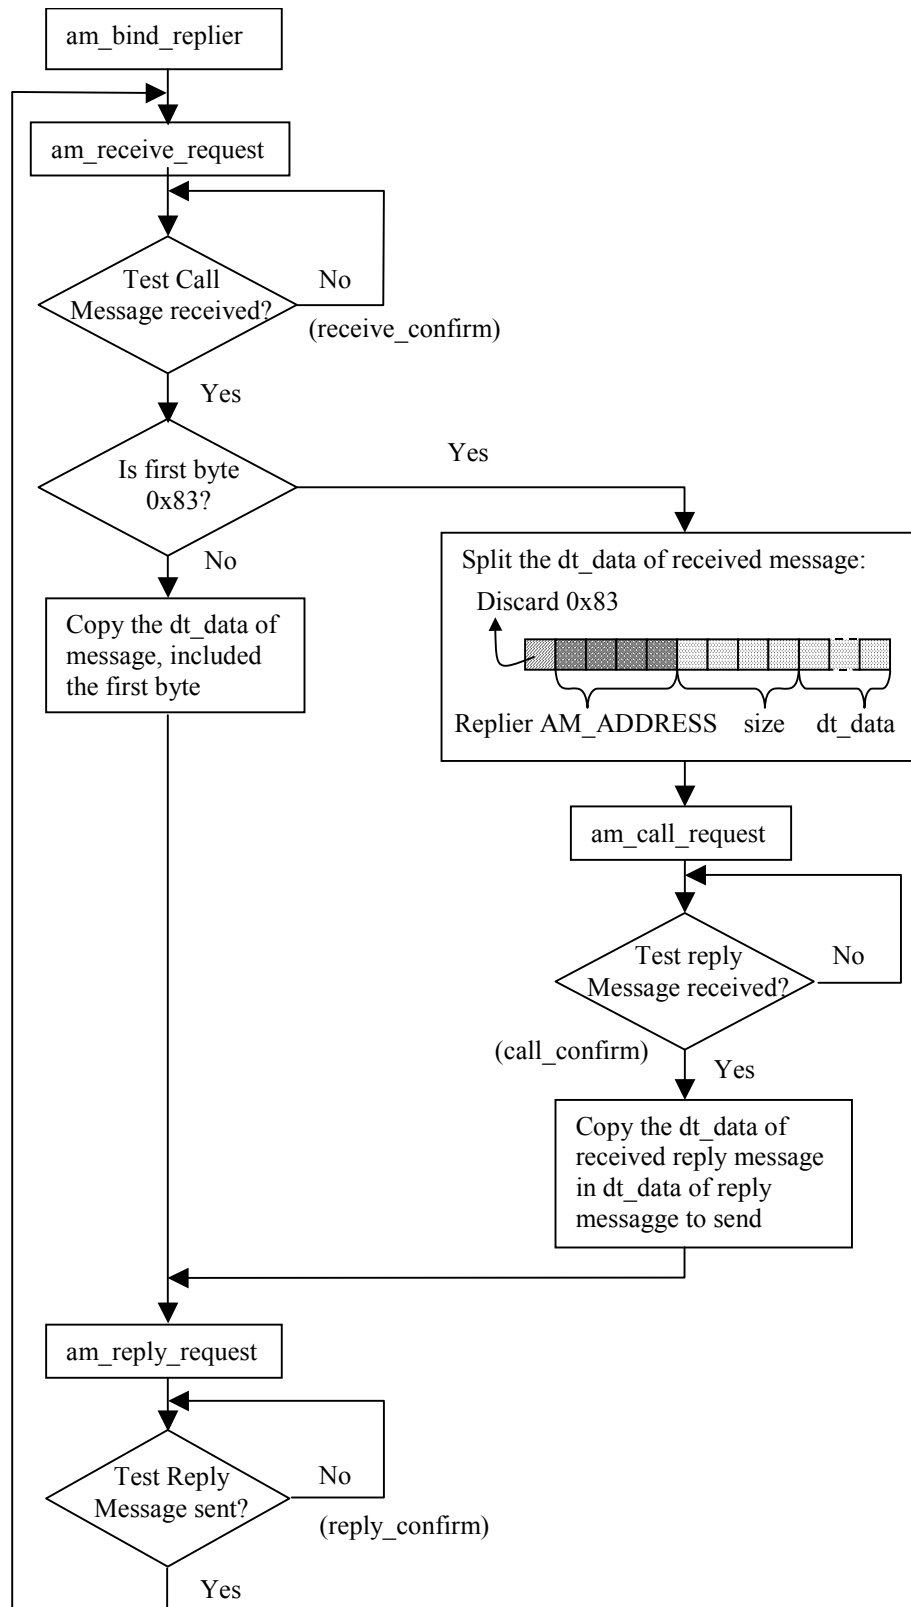 am_bind_replier
am_receive_request
Test Call
Message received?
No
(receive_confirm)
Yes
Is first byte
0x83?
Yes
No
Copy the dt_data of
message, included
the first byte
Split the dt_data of received message:
Discard 0x83
Replier AM_ADDRESS size dt_data
am_call_request
Test reply
Message received?
No
(call_confirm)
Yes
Copy the dt_data of
received reply message
in dt_data of reply
messagge to send
am_reply_request
Test Reply
Message sent?
No
(reply_confirm)
Yes